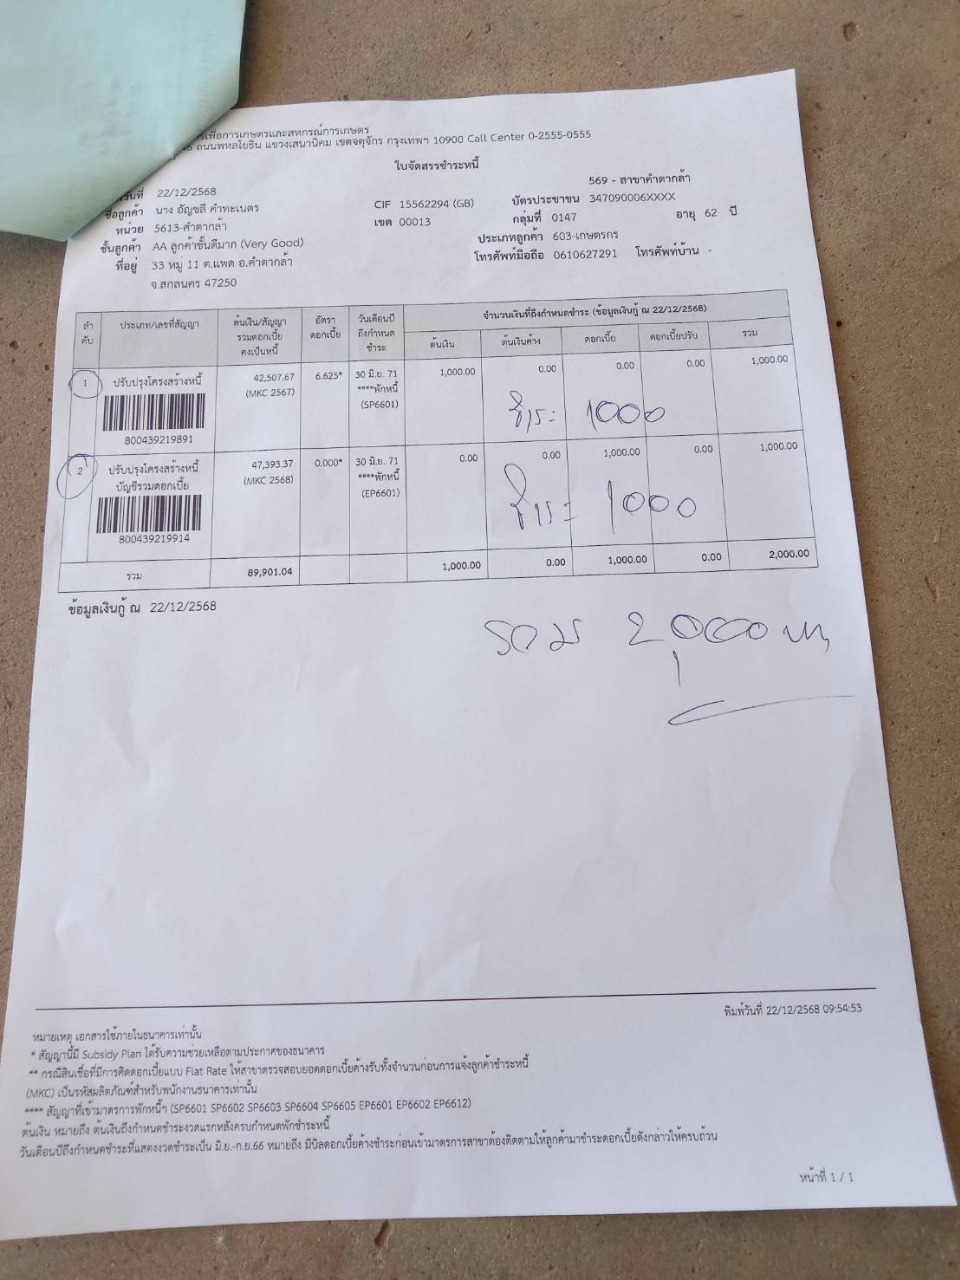 เพื่อการเกษตรและสหกรณ์การเกษตร
ถนนพหลโยธิน แขวงเสนานิคม เขตจตุจักร กรุงเทพฯ 10900 Call Center 0-2555-0555
ใบจัดสรรชำระหนี้
569 - สาขาคำตากล้า
วันที่ 22/12/2568
ชื่อลูกค้า นาง อัญชลี คำทะเนตร CIF 15562294 (GB) บัตรประชาชน 347090006XXXX
หน่วย 5613-คำตากล้า เขต 00013 กลุ่มที่ 0147 อายุ 62 ปี
ชั้นลูกค้า AA ลูกค้าชั้นดีมาก (Very Good) ประเภทลูกค้า 603-เกษตรกร
ที่อยู่ 33 หมู่ 11 ต.แพด อ.คำตากล้า โทรศัพท์มือถือ 0610627291 โทรศัพท์บ้าน -
จ.สกลนคร 47250
ลำดับ ประเภท/เลขที่สัญญา ต้นเงิน/สัญญา รวมดอกเบี้ย คงเป็นหนี้ อัตราดอกเบี้ย วันเดือนปี ถึงกำหนด ชำระ จำนวนเงินที่ถึงกำหนดชำระ (ข้อมูลเงินกู้ ณ 22/12/2568)
ต้นเงิน ต้นเงินค้าง ดอกเบี้ย ดอกเบี้ยปรับ รวม
1 ปรับปรุงโครงสร้างหนี้ 42,507.67 6.625* 30 มิ.ย. 71 1,000.00 0.00 0.00 0.00 1,000.00
(MKC 2567) ****พักหนี้
(SP6601)
ชำระ 1000
800439219891
2 ปรับปรุงโครงสร้างหนี้ 47,393.37 0.000* 30 มิ.ย. 71 0.00 0.00 1,000.00 0.00 1,000.00
บัญชีรวมดอกเบี้ย (MKC 2568) ****พักหนี้
(EP6601)
ชำระ 1000
800439219914
รวม 89,901.04 1,000.00 0.00 1,000.00 0.00 2,000.00
ข้อมูลเงินกู้ ณ 22/12/2568
รวม 2,000 บาท
พิมพ์วันที่ 22/12/2568 09:54:53
หมายเหตุ เอกสารใช้ภายในธนาคารเท่านั้น
* สัญญานี้มี Subsidy Plan ได้รับความช่วยเหลือตามประกาศของธนาคาร
** กรณีสินเชื่อที่มีการคิดดอกเบี้ยแบบ Flat Rate ให้สาขาตรวจสอบยอดดอกเบี้ยค้างรับทั้งจำนวนก่อนการแจ้งลูกค้าชำระหนี้
(MKC) เป็นรหัสผลิตภัณฑ์สำหรับพนักงานธนาคารเท่านั้น
**** สัญญาที่เข้ามาตรการพักหนี้ฯ (SP6601 SP6602 SP6603 SP6604 SP6605 EP6601 EP6602 EP6612)
ต้นเงิน หมายถึง ต้นเงินถึงกำหนดชำระงวดแรกหลังครบกำหนดพักชำระหนี้
วันเดือนปีถึงกำหนดชำระที่แสดงงวดชำระเป็น มิ.ย.-ก.ย.66 หมายถึง มีบิลดอกเบี้ยค้างชำระก่อนเข้ามาตรการสาขาต้องติดตามให้ลูกค้ามาชำระดอกเบี้ยดังกล่าวให้ครบถ้วน
หน้าที่ 1 / 1